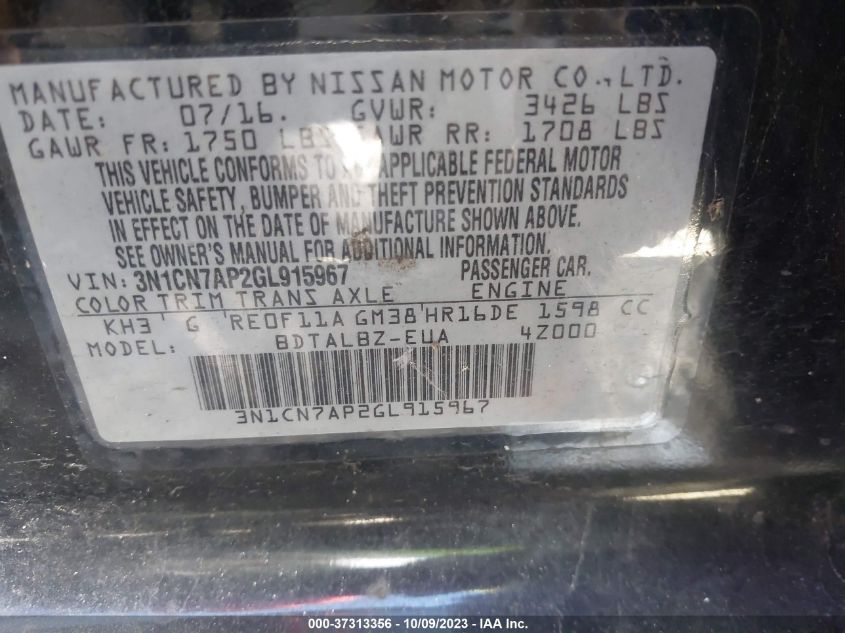 MANUFACTURED BY NISSAN MOTOR CO.,LTD.
DATE: 07/16. GVWR: 3426 LBS
GAWR FR: 1750 LBS GAWR RR: 1708 LBS
THIS VEHICLE CONFORMS TO ALL APPLICABLE FEDERAL MOTOR
VEHICLE SAFETY, BUMPER AND THEFT PREVENTION STANDARDS
IN EFFECT ON THE DATE OF MANUFACTURE SHOWN ABOVE.
SEE OWNER'S MANUAL FOR ADDITIONAL INFORMATION.
VIN: 3N1CN7AP2GL915967 PASSENGER CAR.
COLOR TRIM TRANS AXLE ENGINE
KH3 G RE0F11A GM38 HR16DE 1598 CC
MODEL: BDTALBZ-EUA 4Z000
3N1CN7AP2GL915967
000-37313356 - 10/09/2023 - IAA Inc.